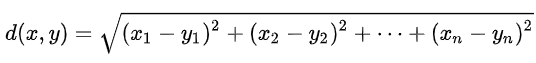 d(x, y) = √((x₁ − y₁)² + (x₂ − y₂)² + ⋯ + (xₙ − yₙ)²)